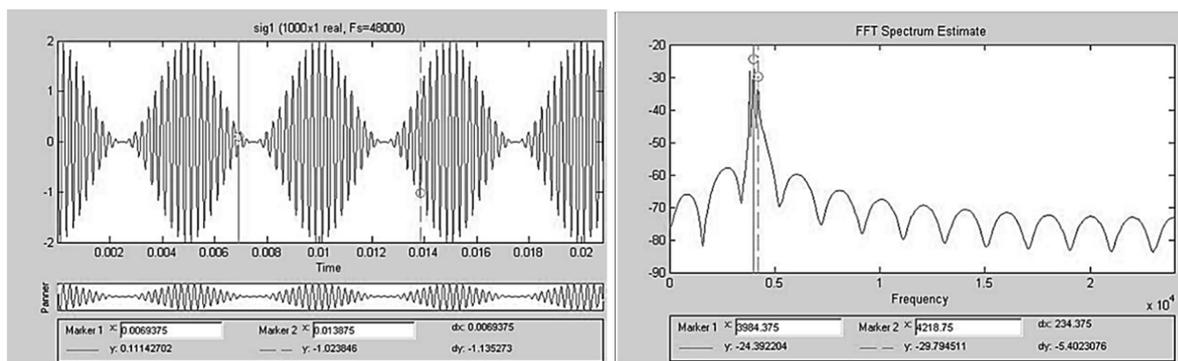 sig1 (1000x1 real, Fs=48000)
2
1
0
-1
-2
0.002 0.004 0.006 0.008 0.01 0.012 0.014 0.016 0.018 0.02
Time
Panner
Marker 1 x: 0.0069375 Marker 2 x: 0.013875 dx: 0.0069375
y: 0.11142702 y: -1.023846 dy: -1.135273
FFT Spectrum Estimate
-20
-30
-40
-50
-60
-70
-80
-90
0 0.5 1 1.5 2
Frequency
x 10^4
Marker 1 x: 3984.375 Marker 2 x: 4218.75 dx: 234.375
y: -24.392204 y: -29.794511 dy: -5.4023076